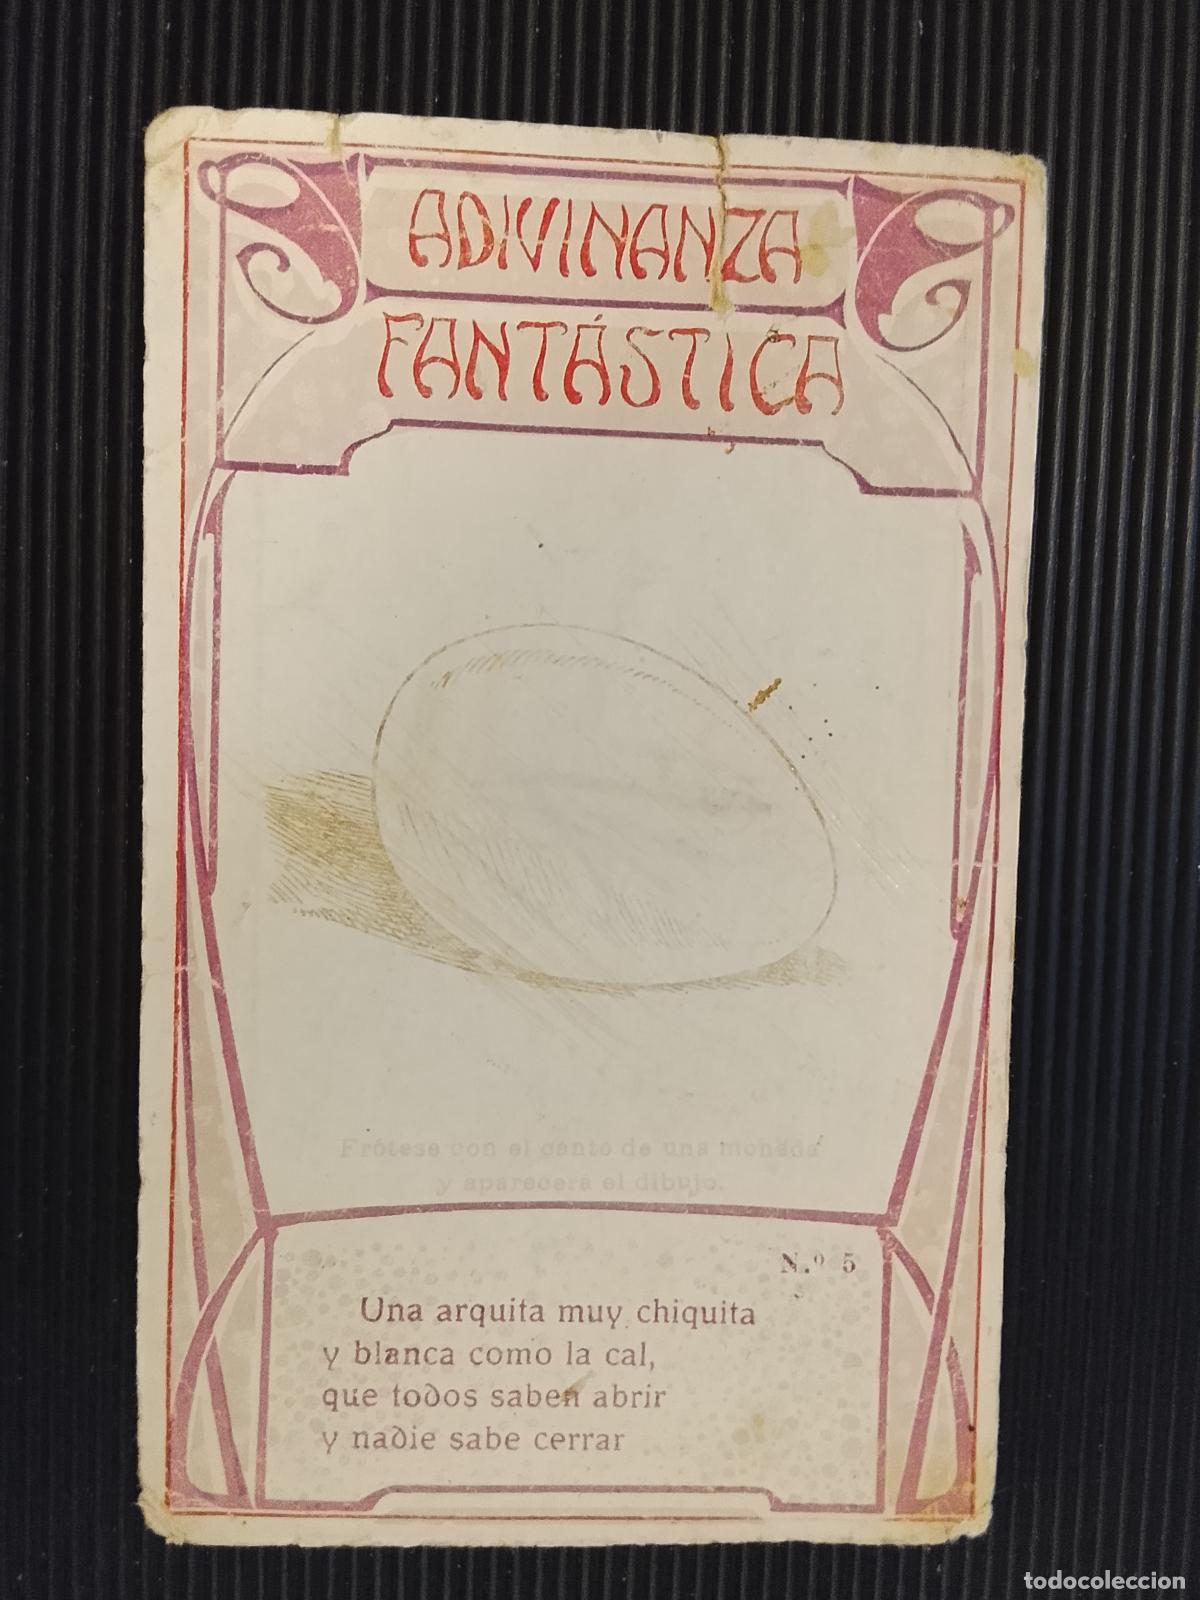 ADIVINANZA
FANTÁSTICA
Frótese con el canto de una moneda
y aparecerá el dibujo.
N.º 5
Una arquita muy chiquita
y blanca como la cal,
que todos saben abrir
y nadie sabe cerrar
todocoleccion